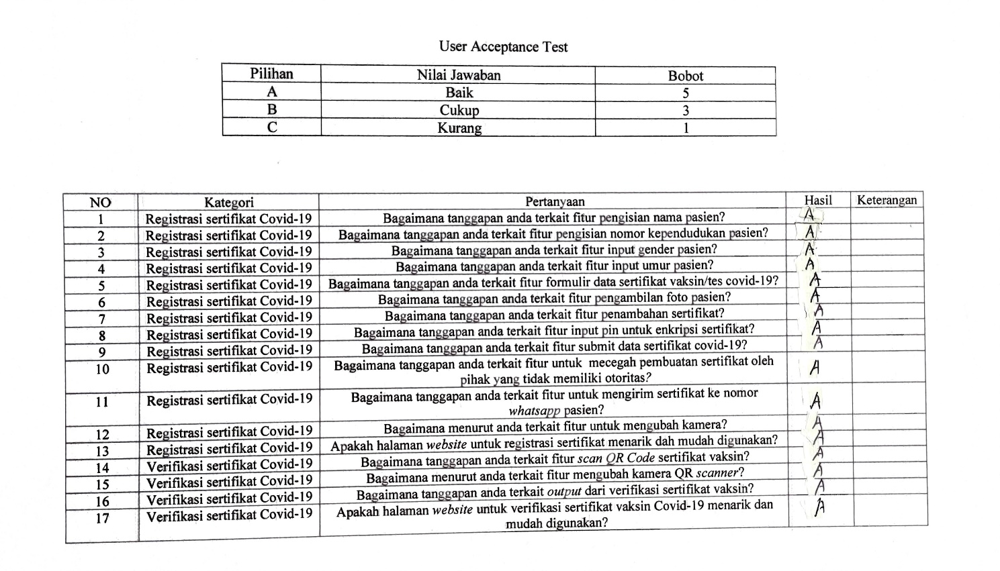 User Acceptance Test
Pilihan Nilai Jawaban Bobot
A Baik 5
B Cukup 3
C Kurang 1
NO Kategori Pertanyaan Hasil Keterangan
1 Registrasi sertifikat Covid-19 Bagaimana tanggapan anda terkait fitur pengisian nama pasien? A
2 Registrasi sertifikat Covid-19 Bagaimana tanggapan anda terkait fitur pengisian nomor kependudukan pasien? A
3 Registrasi sertifikat Covid-19 Bagaimana tanggapan anda terkait fitur input gender pasien? A
4 Registrasi sertifikat Covid-19 Bagaimana tanggapan anda terkait fitur input umur pasien? A
5 Registrasi sertifikat Covid-19 Bagaimana tanggapan anda terkait fitur formulir data sertifikat vaksin/tes covid-19? A
6 Registrasi sertifikat Covid-19 Bagaimana tanggapan anda terkait fitur pengambilan foto pasien? A
7 Registrasi sertifikat Covid-19 Bagaimana tanggapan anda terkait fitur penambahan sertifikat? A
8 Registrasi sertifikat Covid-19 Bagaimana tanggapan anda terkait fitur input pin untuk enkripsi sertifikat? A
9 Registrasi sertifikat Covid-19 Bagaimana tanggapan anda terkait fitur submit data sertifikat covid-19? A
10 Registrasi sertifikat Covid-19 Bagaimana tanggapan anda terkait fitur untuk mecegah pembuatan sertifikat oleh A
pihak yang tidak memiliki otoritas?
11 Registrasi sertifikat Covid-19 Bagaimana tanggapan anda terkait fitur untuk mengirim sertifikat ke nomor A
whatsapp pasien?
12 Registrasi sertifikat Covid-19 Bagaimana menurut anda terkait fitur untuk mengubah kamera? A
13 Registrasi sertifikat Covid-19 Apakah halaman website untuk registrasi sertifikat menarik dah mudah digunakan? A
14 Verifikasi sertifikat Covid-19 Bagaimana tanggapan anda terkait fitur scan QR Code sertifikat vaksin? A
15 Verifikasi sertifikat Covid-19 Bagaimana menurut anda terkait fitur mengubah kamera QR scanner? A
16 Verifikasi sertifikat Covid-19 Bagaimana tanggapan anda terkait output dari verifikasi sertifikat vaksin? A
17 Verifikasi sertifikat Covid-19 Apakah halaman website untuk verifikasi sertifikat vaksin Covid-19 menarik dan A
mudah digunakan?